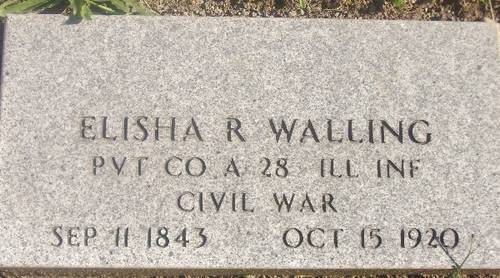 ELISHA R WALLING
PVT CO A 28 ILL INF
CIVIL WAR
SEP 11 1843 OCT 15 1920